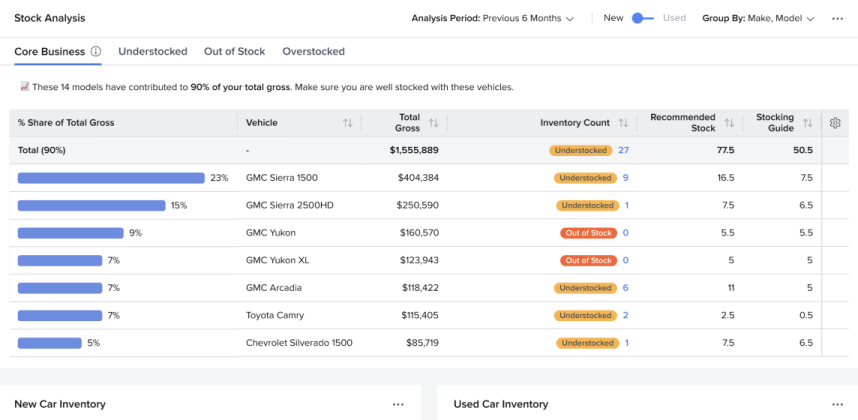 Stock Analysis
Analysis Period: Previous 6 Months
New
Used
Group By: Make, Model
Core Business
Understocked
Out of Stock
Overstocked
These 14 models have contributed to 90% of your total gross. Make sure you are well stocked with these vehicles.
% Share of Total Gross Vehicle Total Gross Inventory Count Recommended Stock Stocking Guide
Total (90%) - $1,555,889 Understocked 27 77.5 50.5
23% GMC Sierra 1500 $404,384 Understocked 9 16.5 7.5
15% GMC Sierra 2500HD $250,590 Understocked 1 7.5 6.5
9% GMC Yukon $160,570 Out of Stock 0 5.5 5.5
7% GMC Yukon XL $123,943 Out of Stock 0 5 5
7% GMC Arcadia $118,422 Understocked 6 11 5
7% Toyota Camry $115,405 Understocked 2 2.5 0.5
5% Chevrolet Silverado 1500 $85,719 Understocked 1 7.5 6.5
New Car Inventory
Used Car Inventory